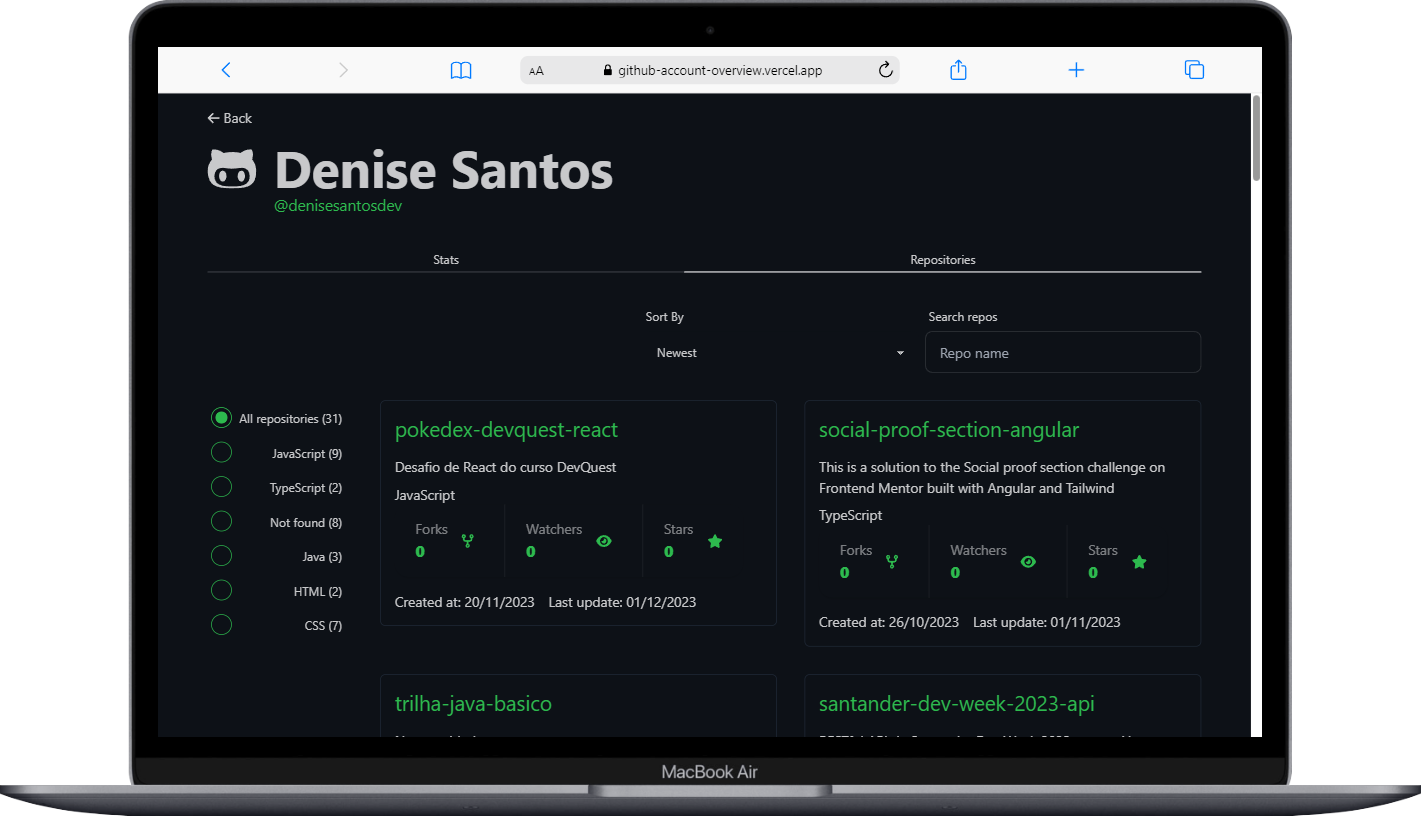 AA github-account-overview.vercel.app
Back
Denise Santos
@denisesantosdev
Stats Repositories
Sort By Search repos
Newest Repo name
All repositories (31)
JavaScript (9)
TypeScript (2)
Not found (8)
Java (3)
HTML (2)
CSS (7)
pokedex-devquest-react
Desafio de React do curso DevQuest
JavaScript
Forks Watchers Stars
0 0 0
Created at: 20/11/2023 Last update: 01/12/2023
social-proof-section-angular
This is a solution to the Social proof section challenge on
Frontend Mentor built with Angular and Tailwind
TypeScript
Forks Watchers Stars
0 0 0
Created at: 26/10/2023 Last update: 01/11/2023
trilha-java-basico
santander-dev-week-2023-api
MacBook Air